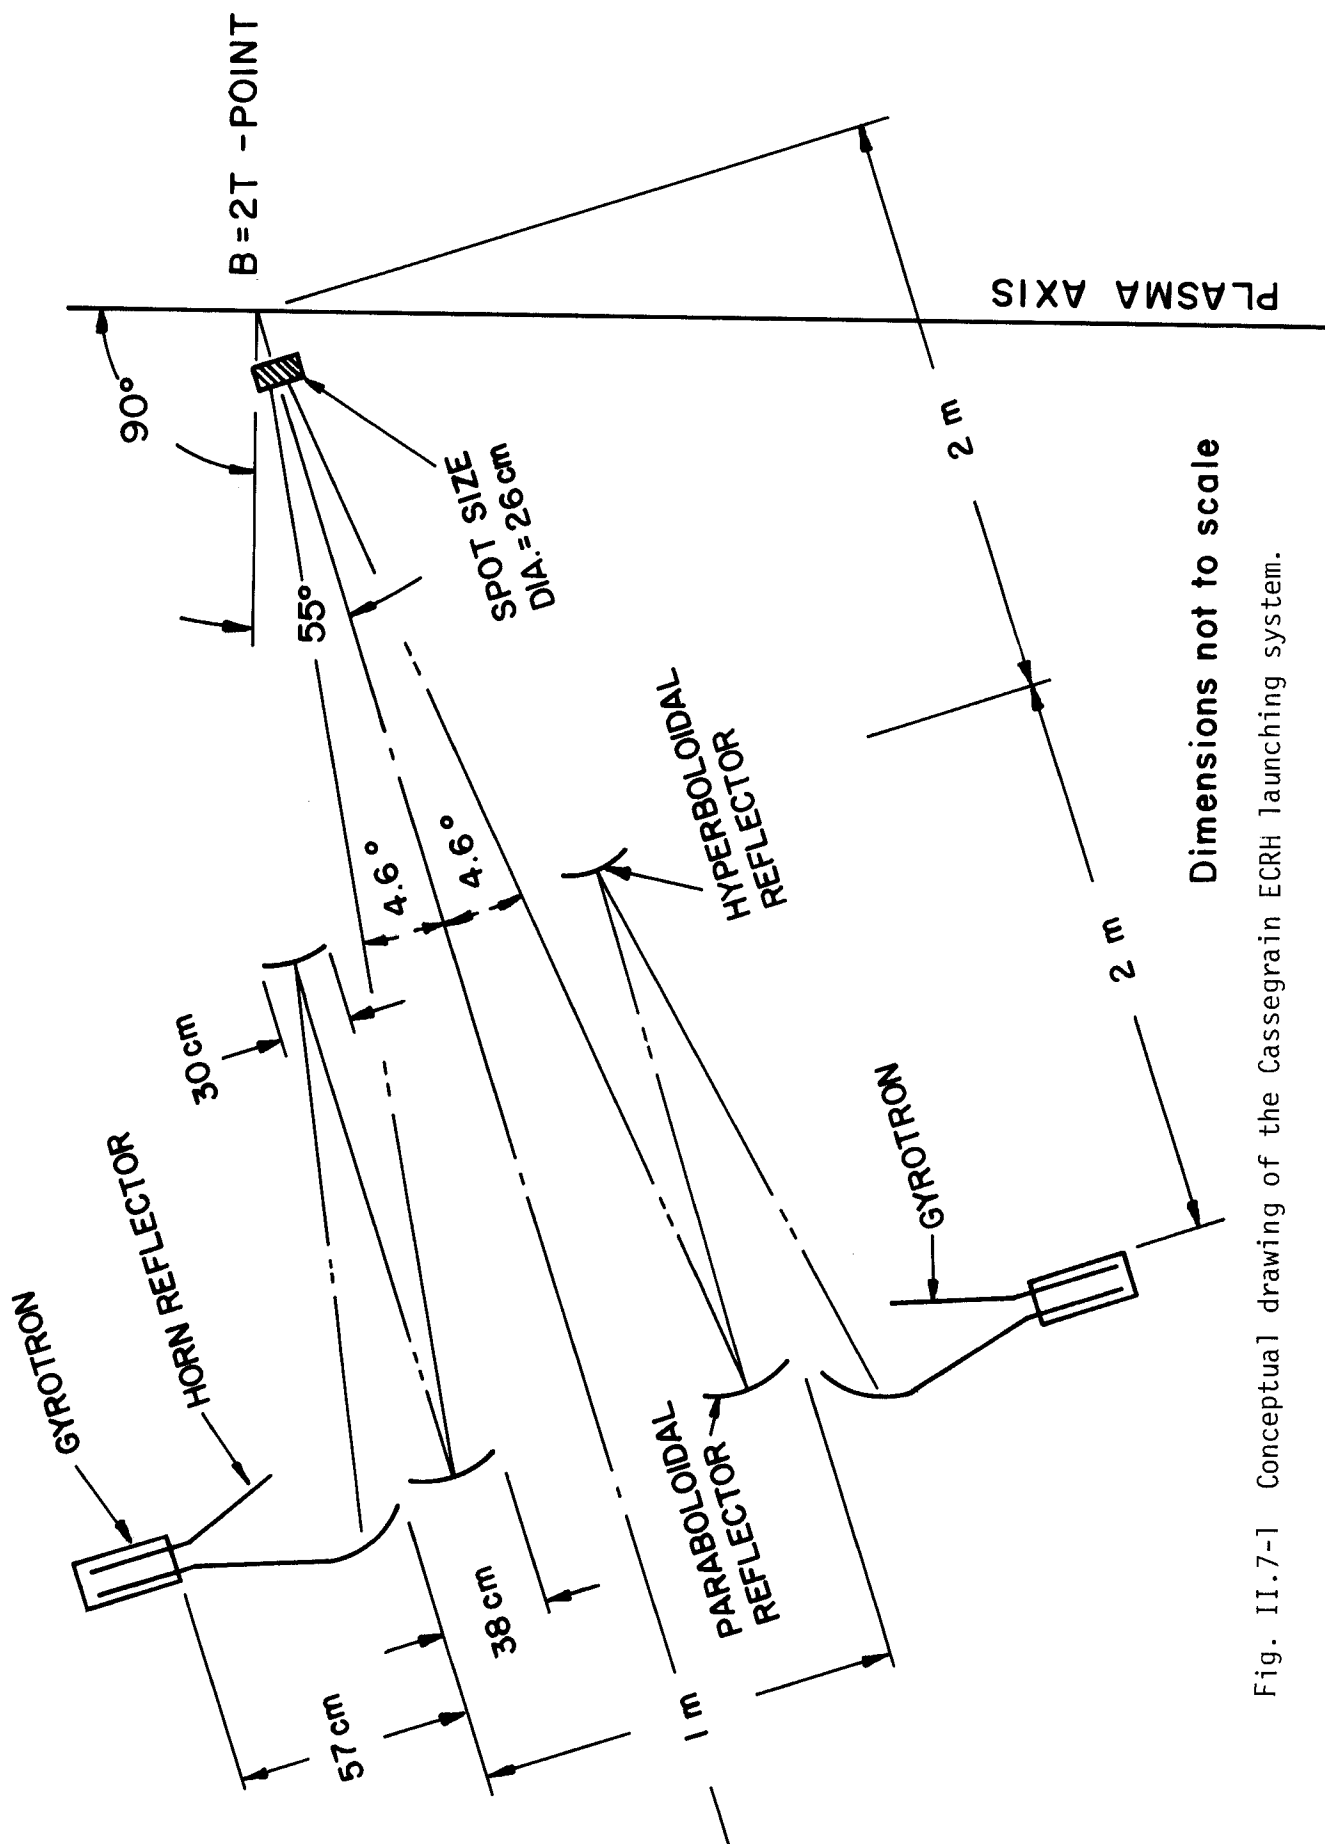 B=2T -POINT
90°
55°
SPOT SIZE
DIA.=26cm
PLASMA AXIS
2 m
4.6°
4.6°
HYPERBOLOIDAL
REFLECTOR
30cm
GYROTRON
HORN REFLECTOR
GYROTRON
PARABOLOIDAL
REFLECTOR
57cm
38cm
1m
2 m
Dimensions not to scale
Fig. II.7-1 Conceptual drawing of the Cassegrain ECRH launching system.